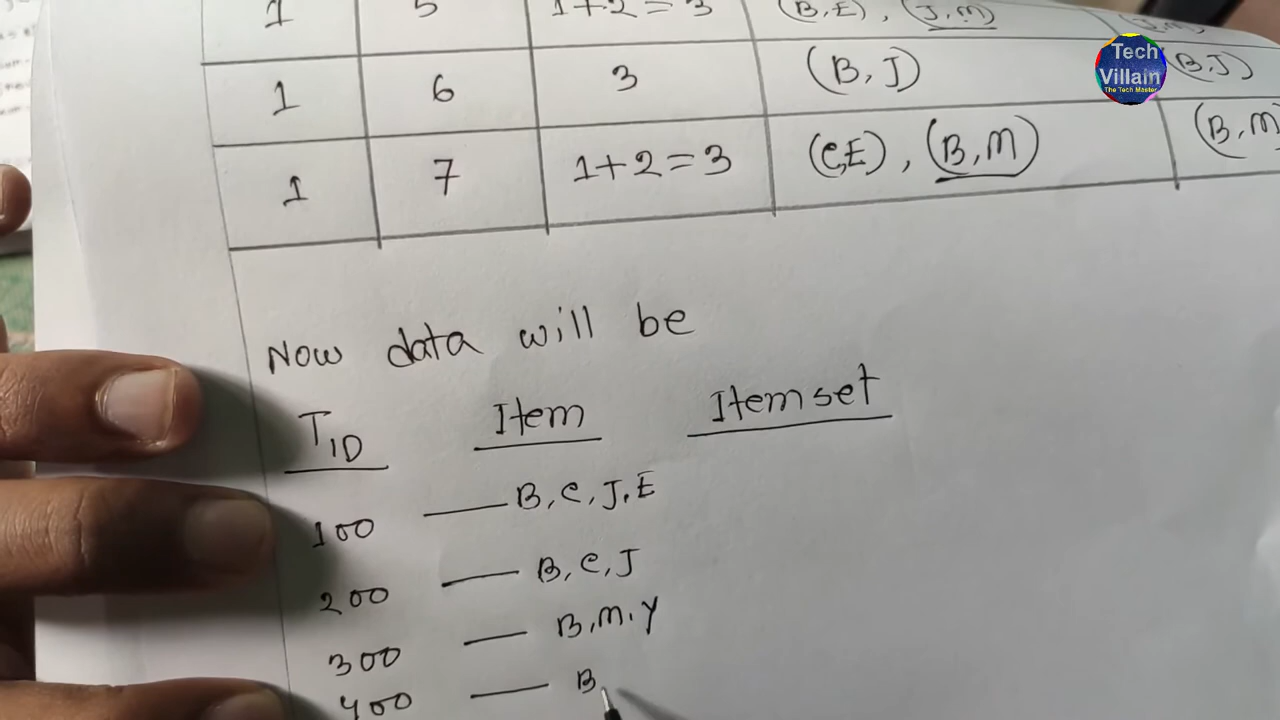 1 5 1+2=3 (B,E), (J,M)
1 6 3 (B,J) (B,J)
1 7 1+2=3 (C,E), (B,M) (B,M)
Tech
Villain
The Tech Master
Now data will be
TID Item Itemset
100 — B, C, J, E
200 — B, C, J
300 — B, M, Y
400 — B,